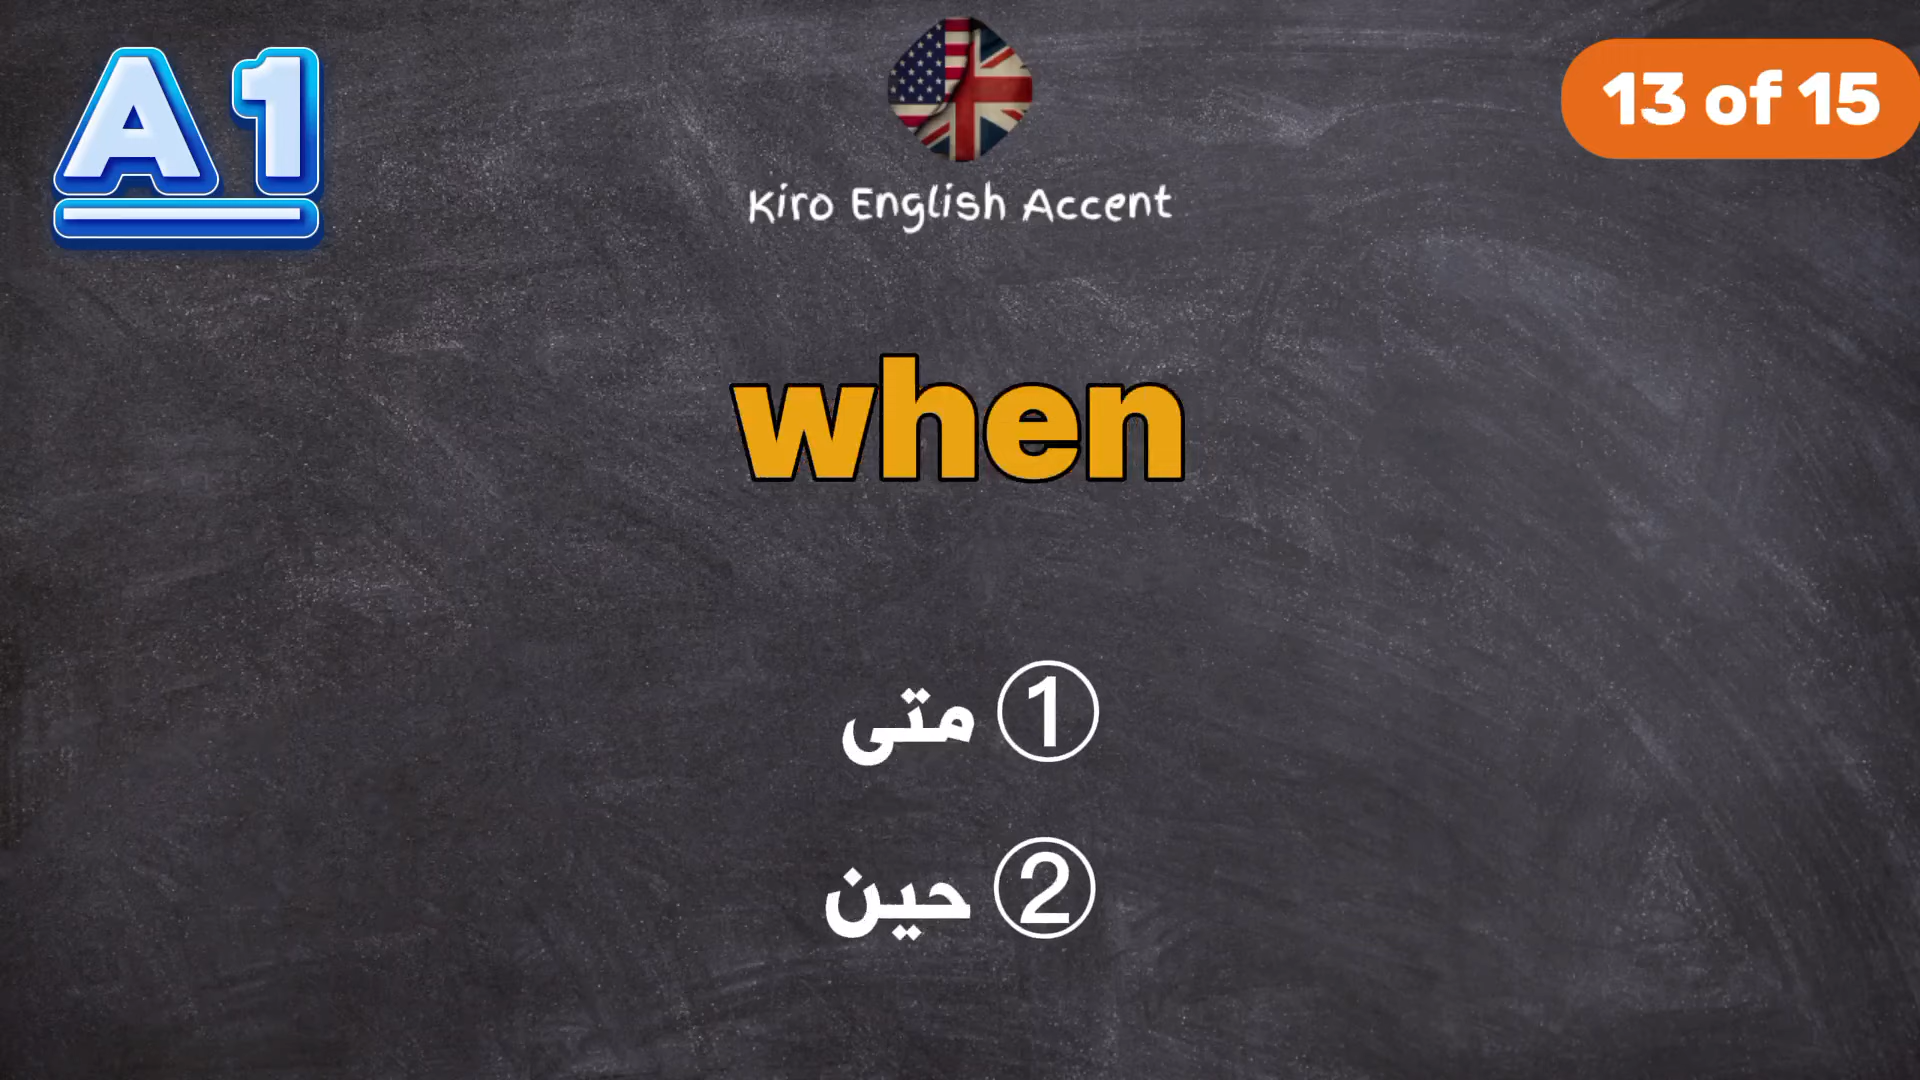 A1
13 of 15
Kiro English Accent
when
① متى
② حين